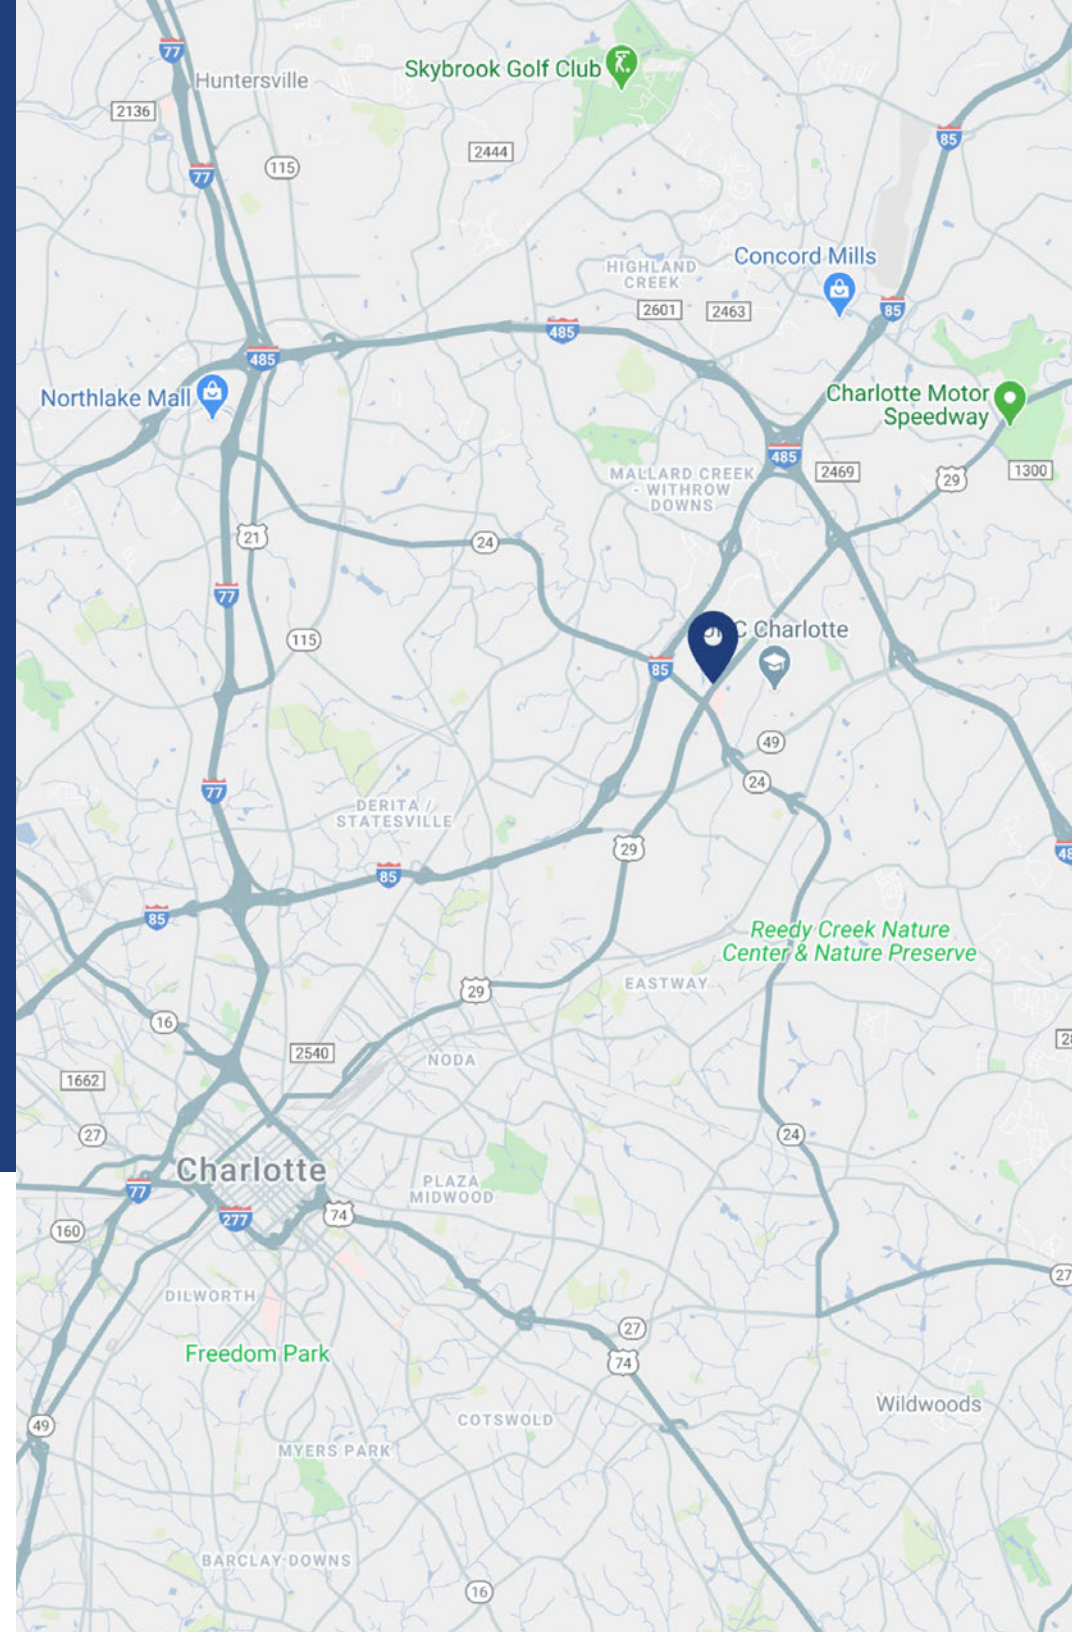 77
Huntersville
Skybrook Golf Club
2136
2444
85
115
77
Concord Mills
HIGHLAND
CREEK
2601
2463
85
485
485
Northlake Mall
Charlotte Motor
Speedway
485
2469
1300
29
MALLARD CREEK
- WITHROW
DOWNS
21
24
77
115
C Charlotte
85
49
24
77
DERITA /
STATESVILLE
29
85
85
Reedy Creek Nature
Center & Nature Preserve
EASTWAY
29
16
2540
NODA
1662
27
24
Charlotte
PLAZA
MIDWOOD
77
277
74
160
27
DILWORTH
27
Freedom Park
74
Wildwoods
49
COTSWOLD
MYERS PARK
BARCLAY DOWNS
16